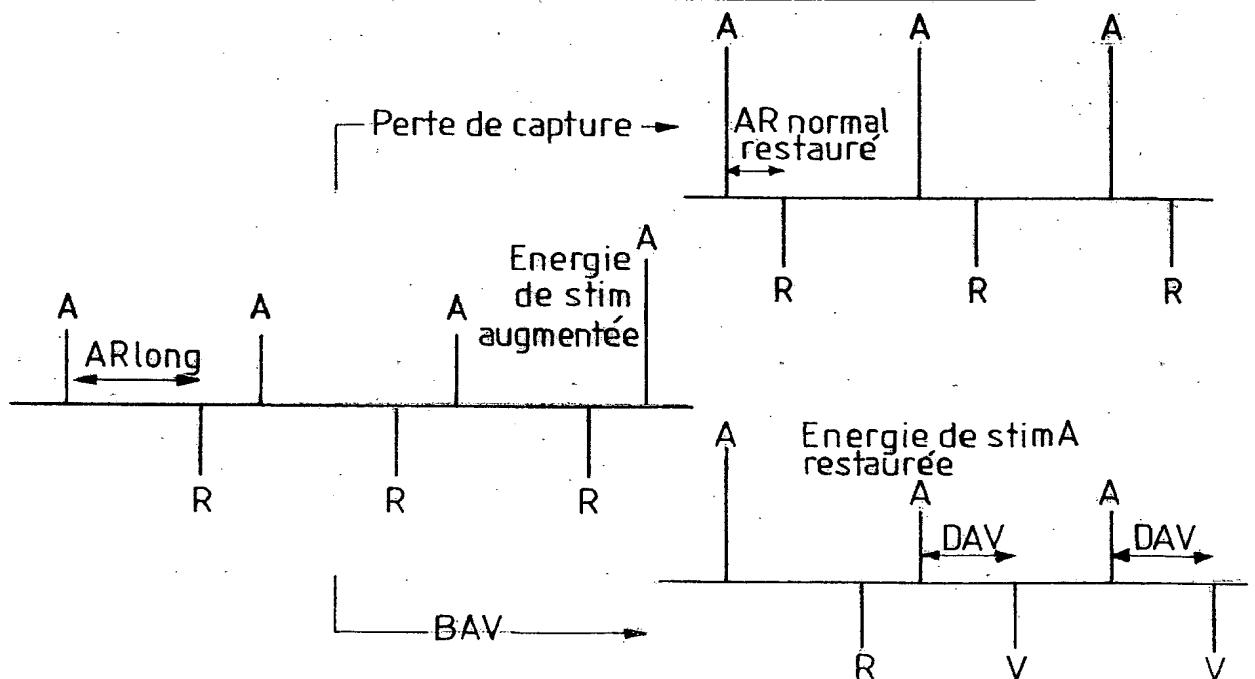 A A A
Perte de capture
AR normal
restauré
R R R
A A A A
Energie
de stim
augmentée
AR long
R R R
A A A
Energie de stim A
restaurée
DAV DAV
BAV
R V V